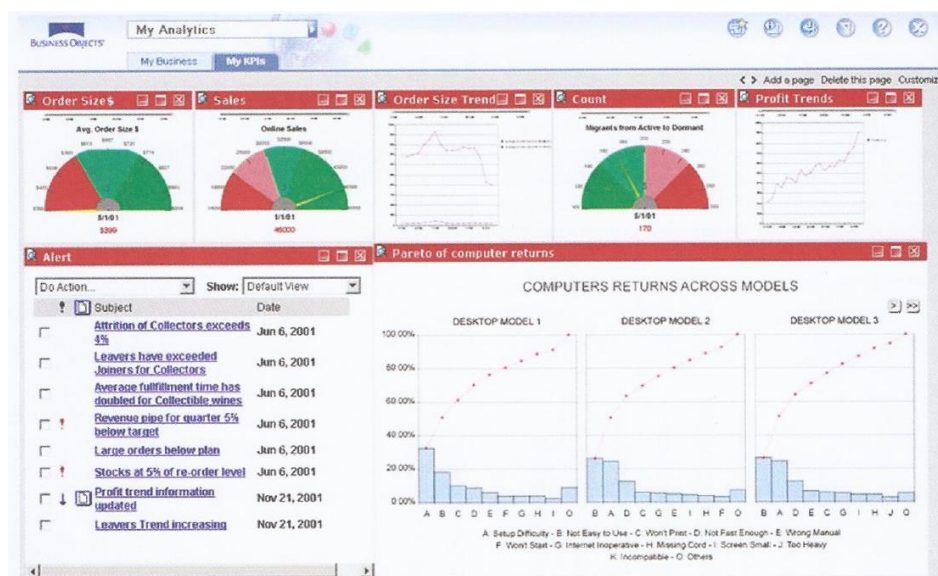 BUSINESS OBJECTS
My Analytics
My Business My KPIs
< > Add a page Delete this page Customiz
Order Size$ Sales Order Size Trend Count Profit Trends
Avg. Order Size $ Online Sales Migrants from Active to Dormant
5/1/01 1/1/01 5/1/01
$399 45000 170
Alert Pareto of computer returns
Do Action... Show: Default View
! Subject Date
Attrition of Collectors exceeds 4% Jun 6, 2001
Leavers have exceeded Joiners for Collectors Jun 6, 2001
Average fullfillment time has doubled for Collectible wines Jun 6, 2001
! Revenue pipe for quarter 5% below target Jun 6, 2001
Large orders below plan Jun 6, 2001
! Stocks at 5% of re-order level Jun 6, 2001
Profit trend information updated Nov 21, 2001
Leavers Trend increasing Nov 21, 2001
COMPUTERS RETURNS ACROSS MODELS
> >>
DESKTOP MODEL 1 DESKTOP MODEL 2 DESKTOP MODEL 3
100.00%
80.00%
60.00%
40.00%
20.00%
0.00%
A B C D E F G H I O B A C D E F G I H O B A C D E F G I H J O
A: Setup Difficulty - B: Not Easy to Use - C: Won't Print - D: Not Fast Enough - E: Wrong Manual
F: Won't Start - G: Internet Inoperative - H: Missing Cord - I: Screen Small - J: Too Heavy
K: Incompatible - O: Others